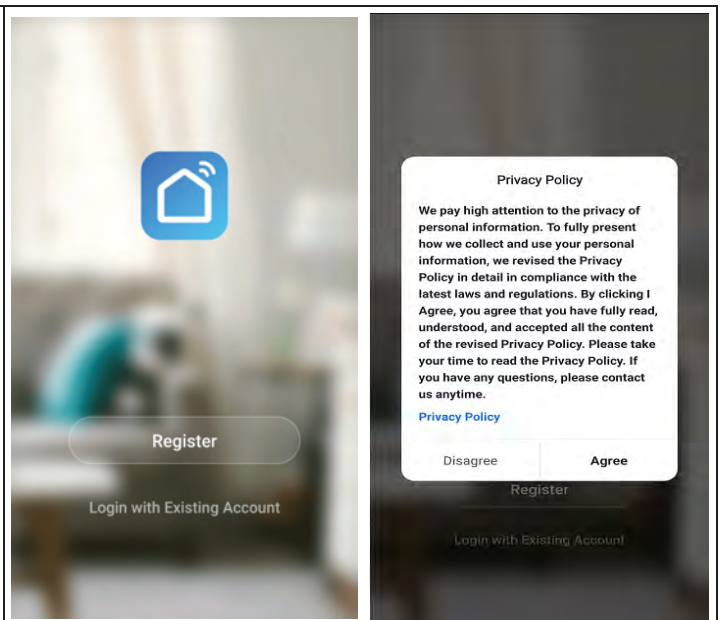 Register
Login with Existing Account
Privacy Policy
We pay high attention to the privacy of
personal information. To fully present
how we collect and use your personal
information, we revised the Privacy
Policy in detail in compliance with the
latest laws and regulations. By clicking I
Agree, you agree that you have fully read,
understood, and accepted all the content
of the revised Privacy Policy. Please take
your time to read the Privacy Policy. If
you have any questions, please contact
us anytime.
Privacy Policy
Disagree Agree
Register
Login with Existing Account